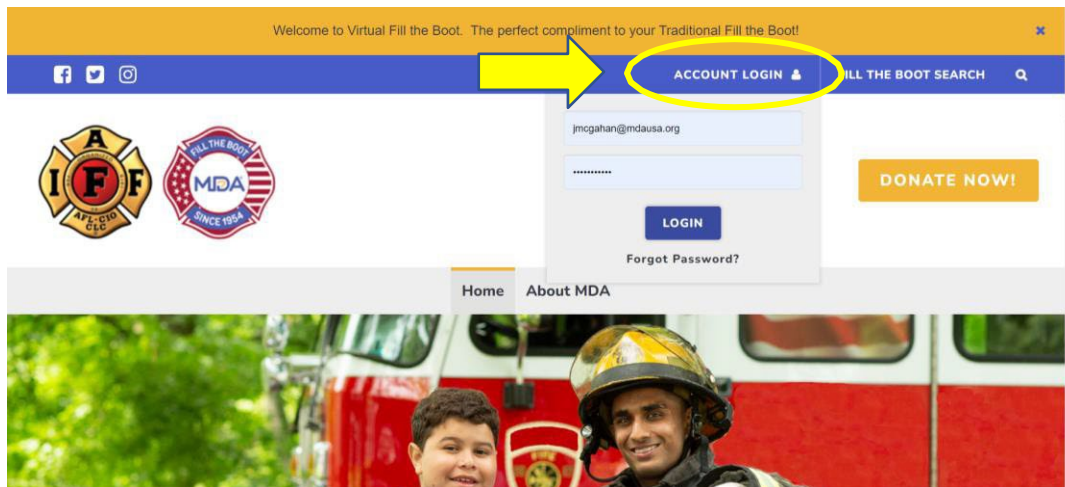 Welcome to Virtual Fill the Boot. The perfect compliment to your Traditional Fill the Boot!
ACCOUNT LOGIN
ILL THE BOOT SEARCH
jmcgahan@mdausa.org
•••••••••••
LOGIN
Forgot Password?
I A F F
AFL-CIO
CLC
FILL THE BOOT
MDA
SINCE 1954
DONATE NOW!
Home About MDA